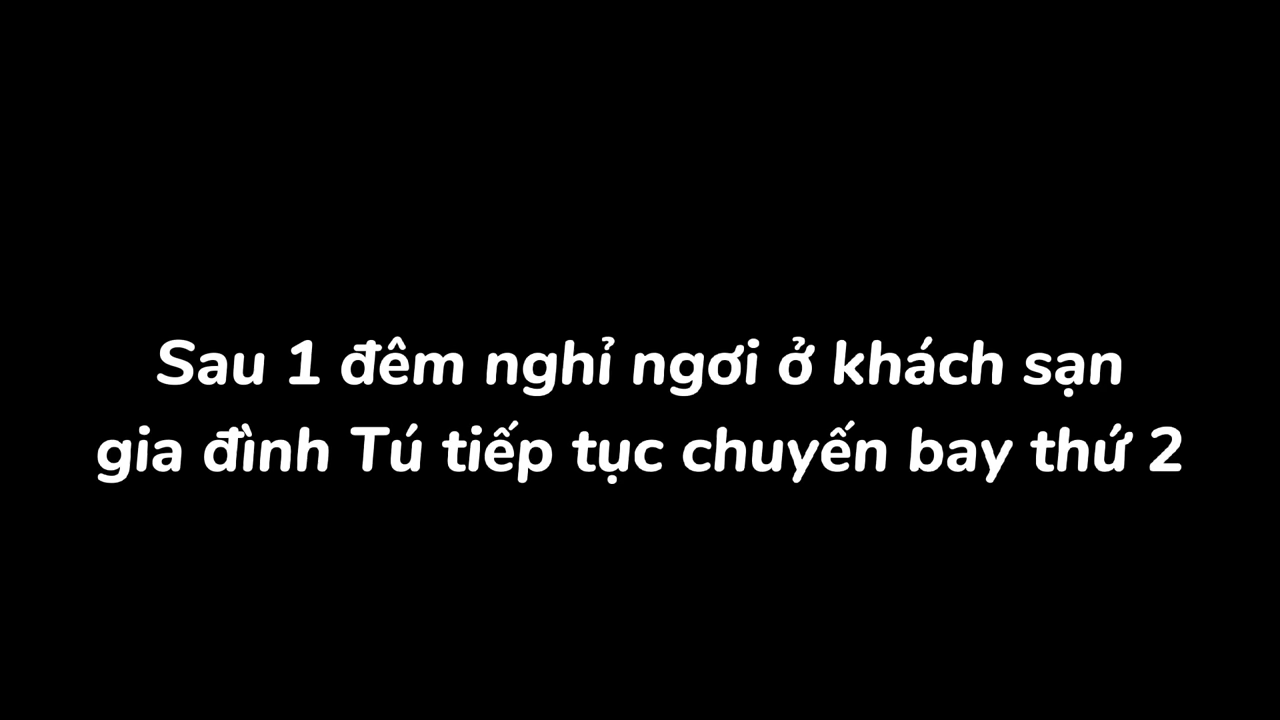 Sau 1 đêm nghỉ ngơi ở khách sạn
gia đình Tú tiếp tục chuyến bay thứ 2